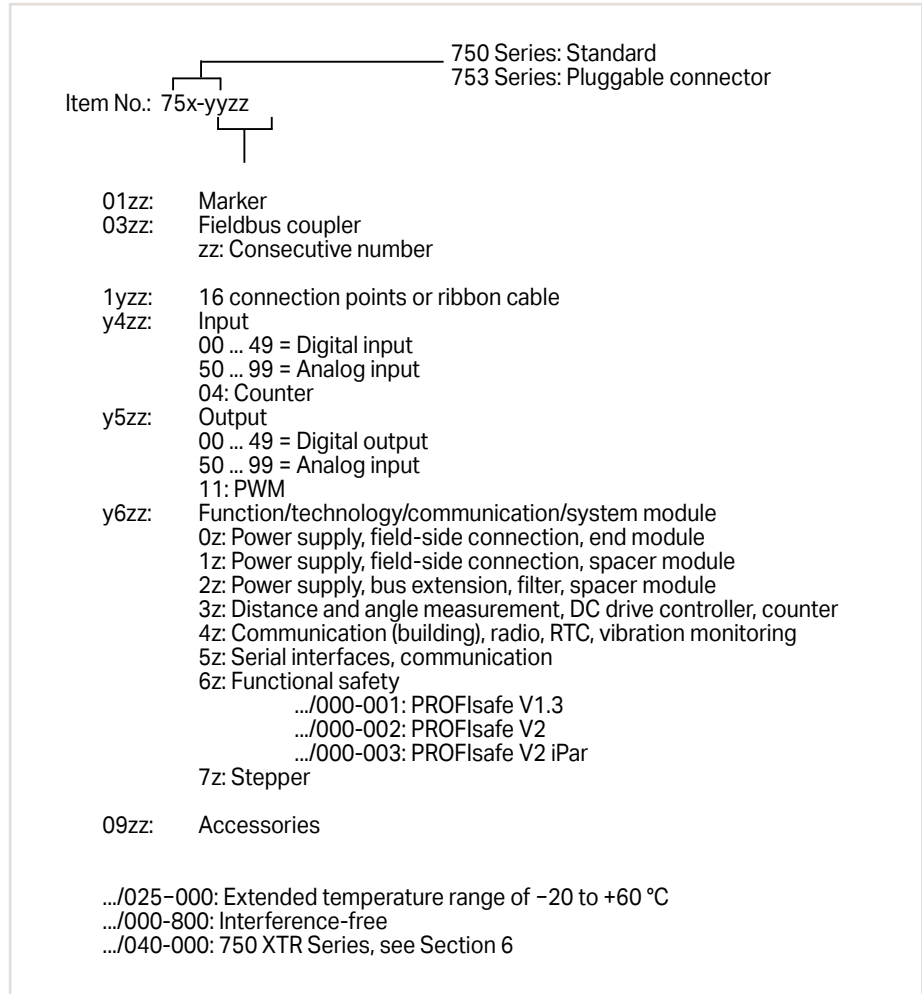 750 Series: Standard
753 Series: Pluggable connector
Item No.: 75x-yyzz
01zz: Marker
03zz: Fieldbus coupler
zz: Consecutive number
1yzz: 16 connection points or ribbon cable
y4zz: Input
00 ... 49 = Digital input
50 ... 99 = Analog input
04: Counter
y5zz: Output
00 ... 49 = Digital output
50 ... 99 = Analog input
11: PWM
y6zz: Function/technology/communication/system module
0z: Power supply, field-side connection, end module
1z: Power supply, field-side connection, spacer module
2z: Power supply, bus extension, filter, spacer module
3z: Distance and angle measurement, DC drive controller, counter
4z: Communication (building), radio, RTC, vibration monitoring
5z: Serial interfaces, communication
6z: Functional safety
.../000-001: PROFIsafe V1.3
.../000-002: PROFIsafe V2
.../000-003: PROFIsafe V2 iPar
7z: Stepper
09zz: Accessories
.../025−000: Extended temperature range of −20 to +60 °C
.../000-800: Interference-free
.../040-000: 750 XTR Series, see Section 6